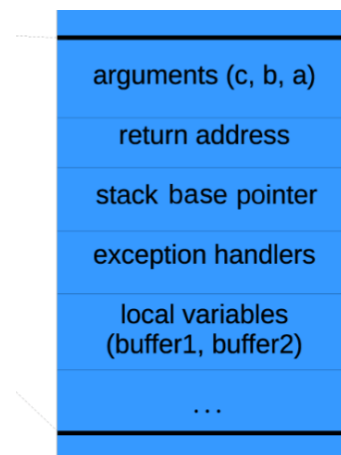 arguments (c, b, a)
return address
stack base pointer
exception handlers
local variables
(buffer1, buffer2)
...